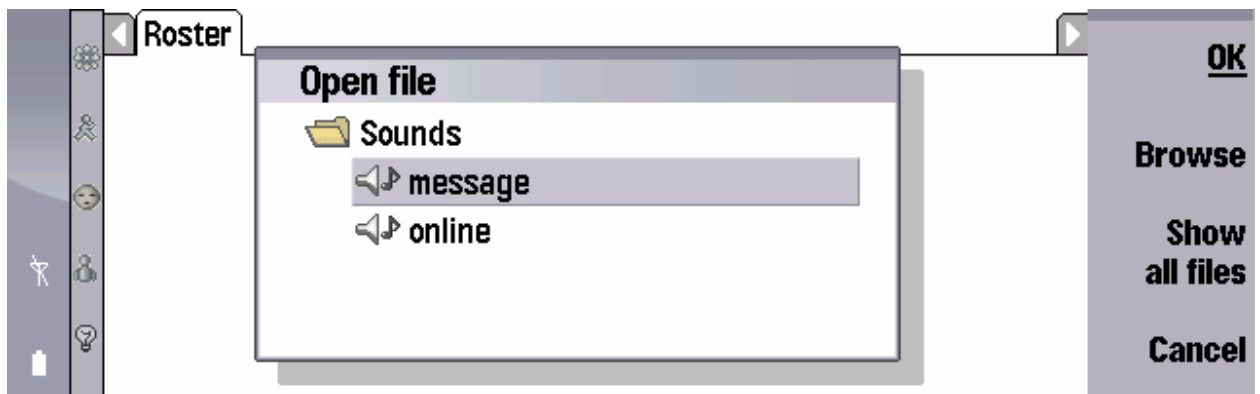 Roster
Open file
Sounds
message
online
OK
Browse
Show
all files
Cancel